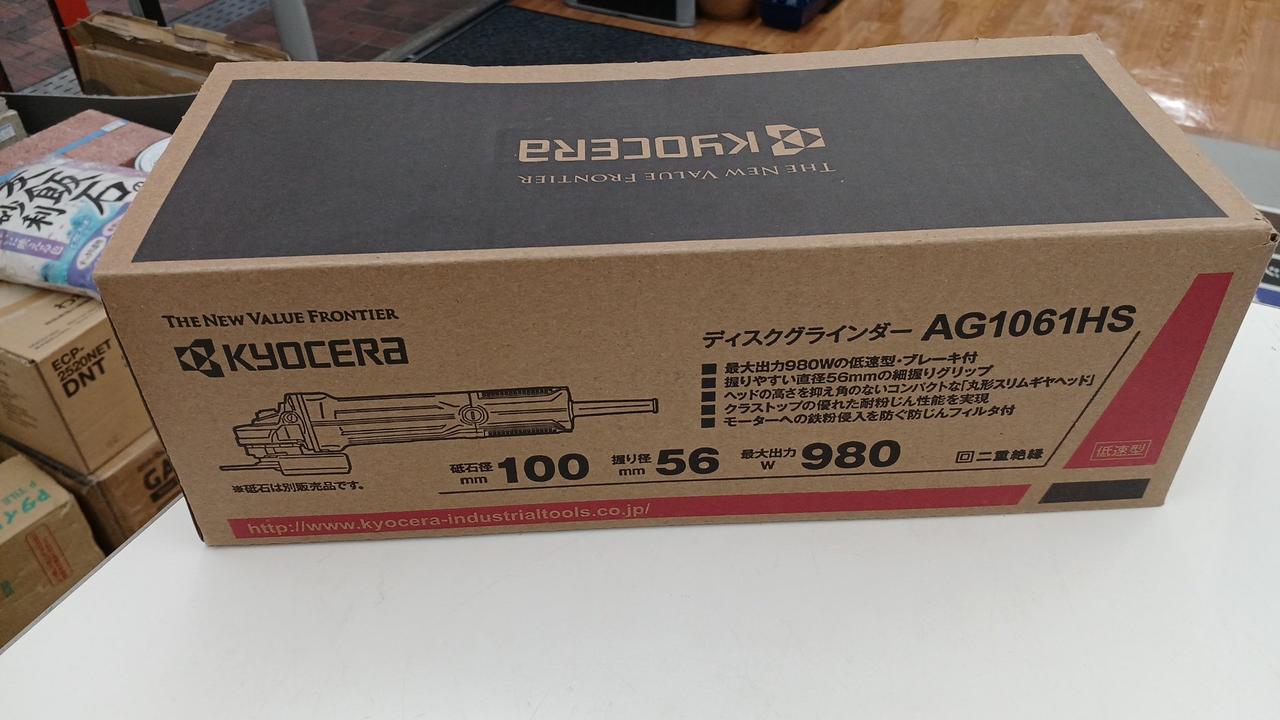 KYOCERA
THE NEW VALUE FRONTIER
THE NEW VALUE FRONTIER
KYOCERA
ディスクグラインダー AG1061HS
■ 最大出力980Wの低速型・ブレーキ付
■ 握りやすい直径56mmの細握りグリップ
■ ヘッドの高さを抑え角のないコンパクトな「丸形スリムギヤヘッド」
■ クラストップの優れた耐粉じん性能を実現
■ モーターへの鉄粉侵入を防ぐ防じんフィルタ付
砥石径 mm 100 握り径 mm 56 最大出力 W 980
回二重絶縁
低速型
※砥石は別販売品です。
http://www.kyocera-industrialtools.co.jp/
飯石
砂利
ECP-
2520NET
DNT
GA